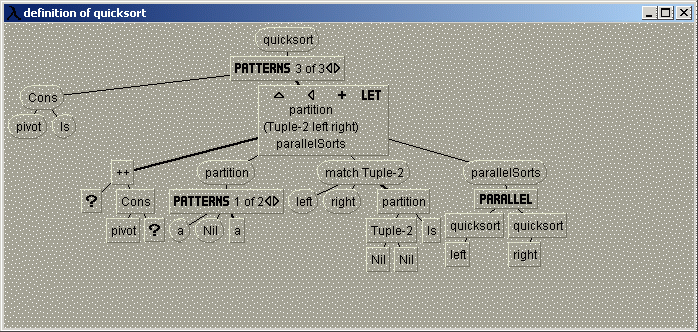 definition of quicksort
quicksort
PATTERNS 3 of 3
Cons
pivot ls
+ LET
partition
(Tuple-2 left right)
parallelSorts
++ partition match Tuple-2 parallelSorts
? Cons PATTERNS 1 of 2 left right partition PARALLEL
pivot ? a Nil a Tuple-2 ls quicksort quicksort
Nil Nil left right